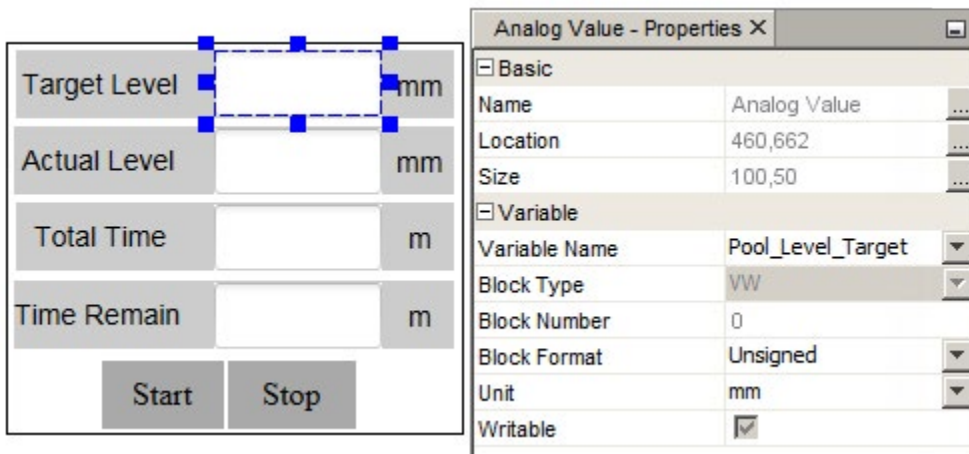 Target Level mm
Actual Level mm
Total Time m
Time Remain m
Start Stop
Analog Value - Properties X
Basic
Name Analog Value ...
Location 460,662 ...
Size 100,50 ...
Variable
Variable Name Pool_Level_Target
Block Type VW
Block Number 0
Block Format Unsigned
Unit mm
Writable